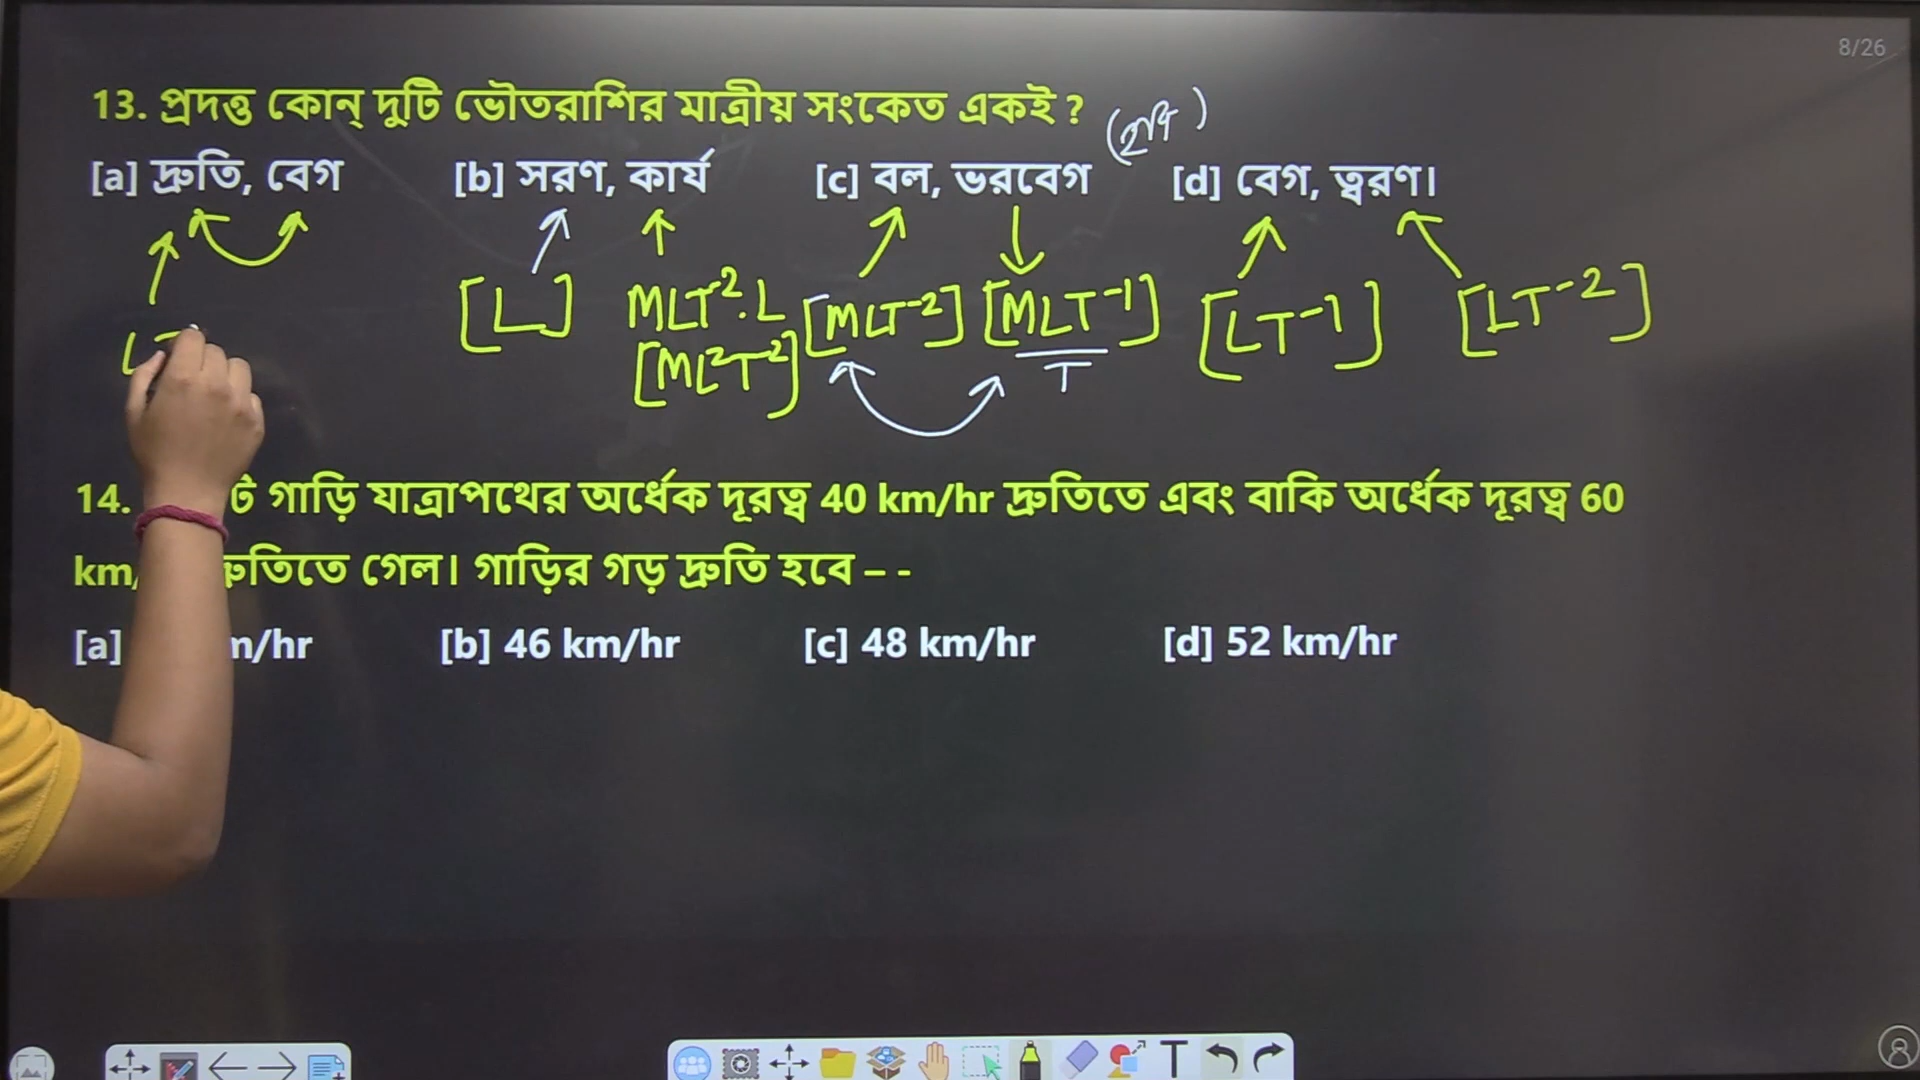 8/26
13. প্রদত্ত কোন্ দুটি ভৌতরাশির মাত্রীয় সংকেত একই ?
[a] দ্রুতি, বেগ [b] সরণ, কার্য [c] বল, ভরবেগ [d] বেগ, ত্বরণ।
[L] MLT⁻². L [MLT⁻²] [MLT⁻¹] [LT⁻¹] [LT⁻²]
[ML²T⁻²] T
14. টি গাড়ি যাত্রাপথের অর্ধেক দূরত্ব 40 km/hr দ্রুতিতে এবং বাকি অর্ধেক দূরত্ব 60
km/ দ্রুতিতে গেল। গাড়ির গড় দ্রুতি হবে – -
[a] m/hr [b] 46 km/hr [c] 48 km/hr [d] 52 km/hr